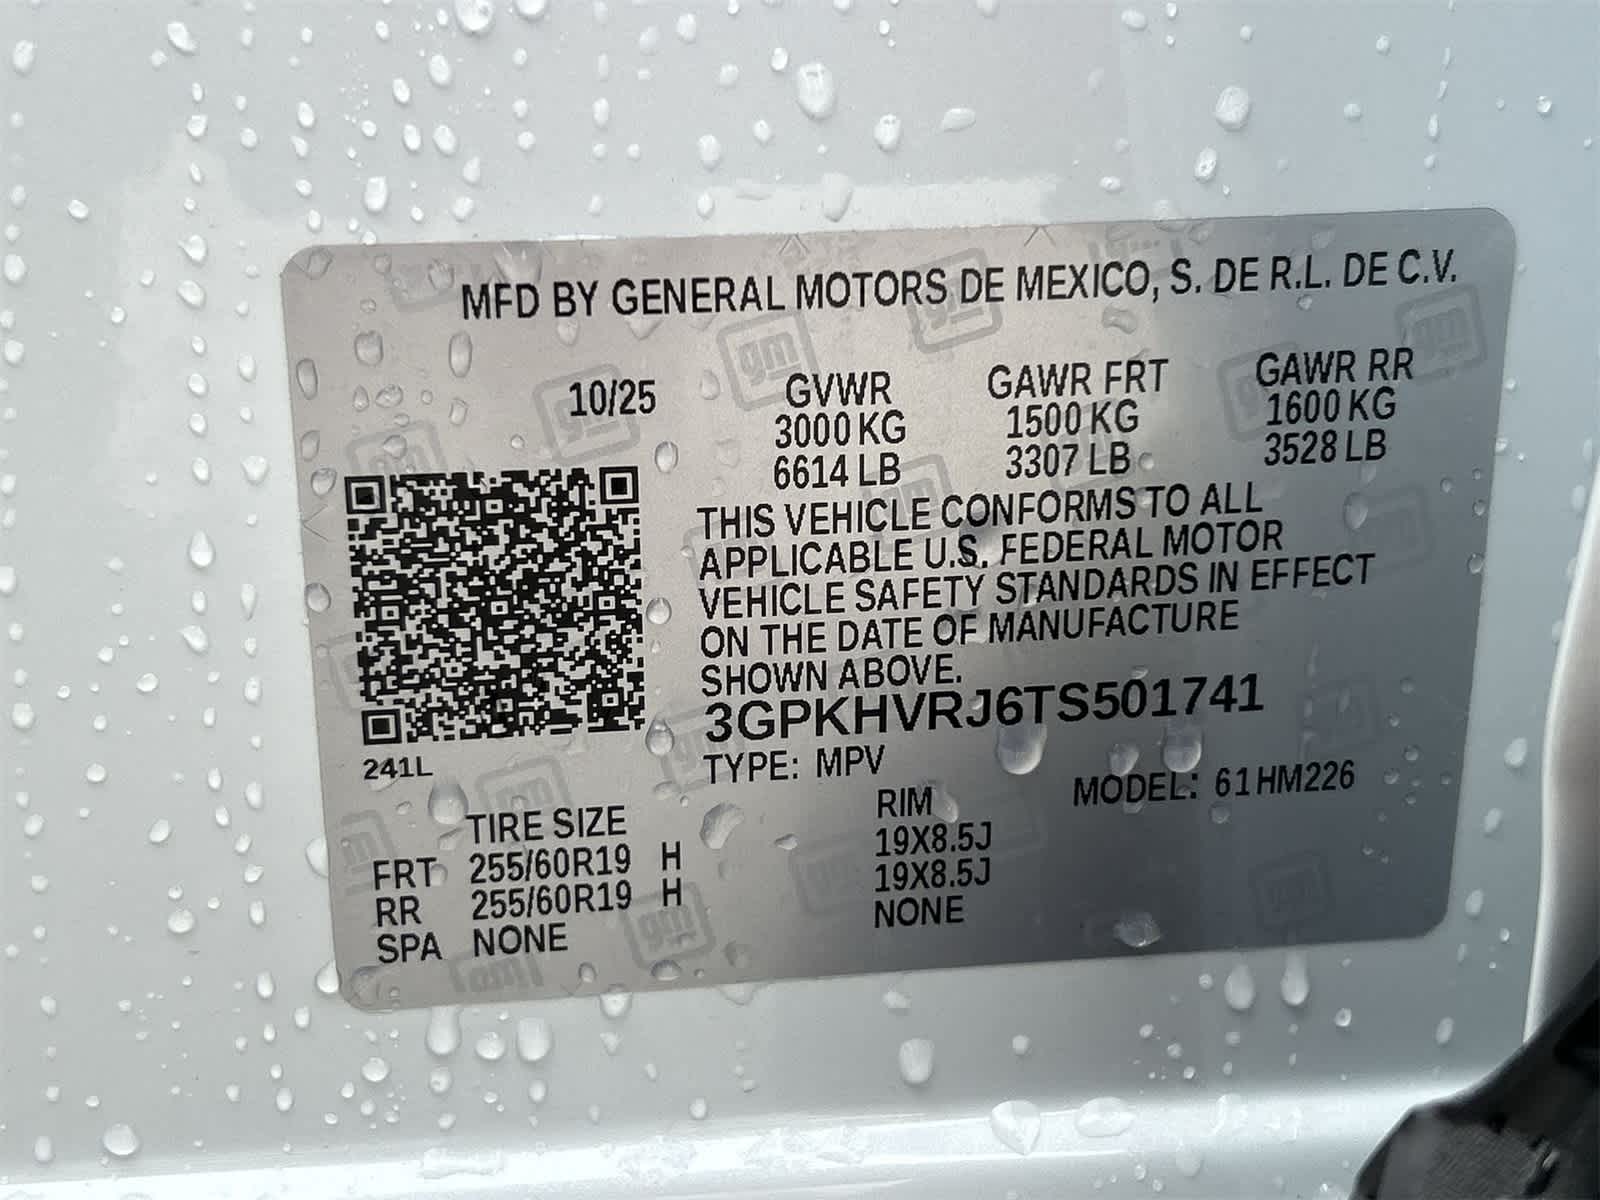 MFD BY GENERAL MOTORS DE MEXICO, S. DE R.L. DE C.V.
10/25 GVWR GAWR FRT GAWR RR
3000 KG 1500 KG 1600 KG
6614 LB 3307 LB 3528 LB
THIS VEHICLE CONFORMS TO ALL
APPLICABLE U.S. FEDERAL MOTOR
VEHICLE SAFETY STANDARDS IN EFFECT
ON THE DATE OF MANUFACTURE
SHOWN ABOVE.
3GPKHVRJ6TS501741
241L TYPE: MPV MODEL: 61HM226
TIRE SIZE RIM
FRT 255/60R19 H 19X8.5J
RR 255/60R19 H 19X8.5J
SPA NONE NONE